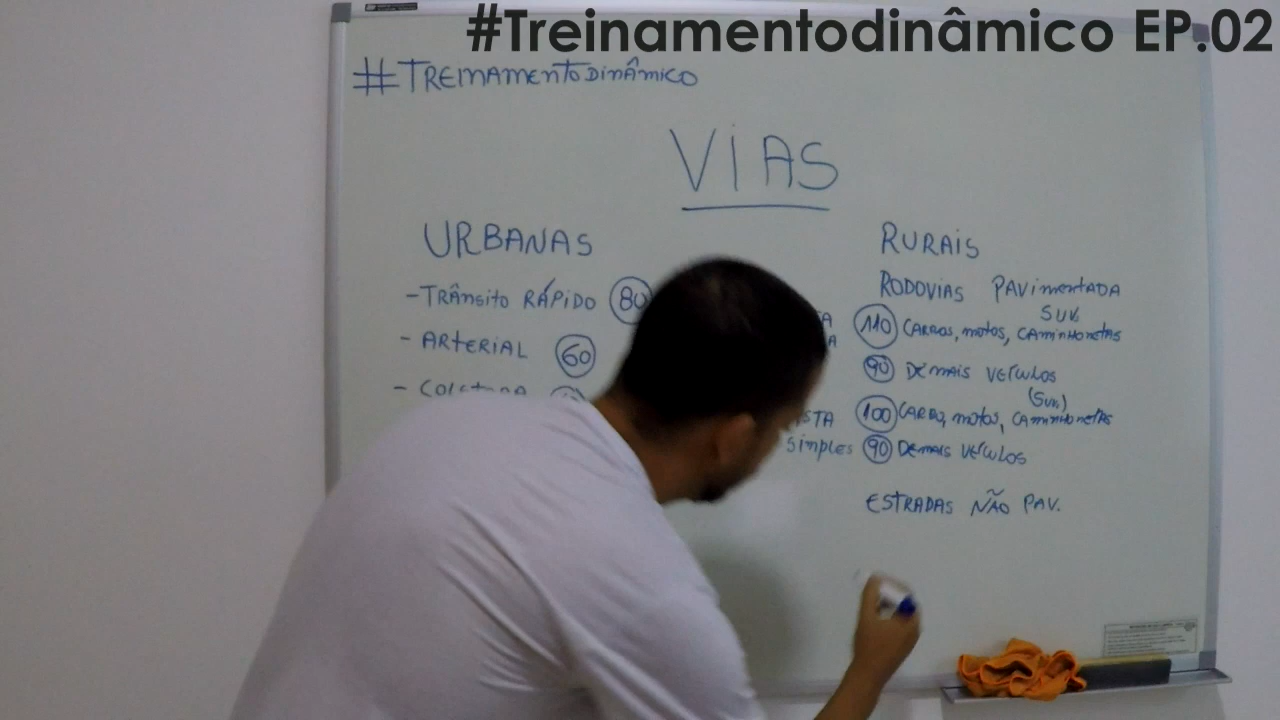 #Treinamentodinâmico EP.02
#TREINAMENTO DINÂMICO
VIAS
URBANAS
- TRÂNSITO RÁPIDO 80
- ARTERIAL 60
- COLETORA
RURAIS
RODOVIAS PAVIMENTADA
SUV.
110 CARROS, MOTOS, CAMINHONETAS
90 DEMAIS VEÍCULOS
(SUV.)
100 CARROS, MOTOS, CAMINHONETAS
SIMPLES 90 DEMAIS VEÍCULOS
ESTRADAS NÃO PAV.